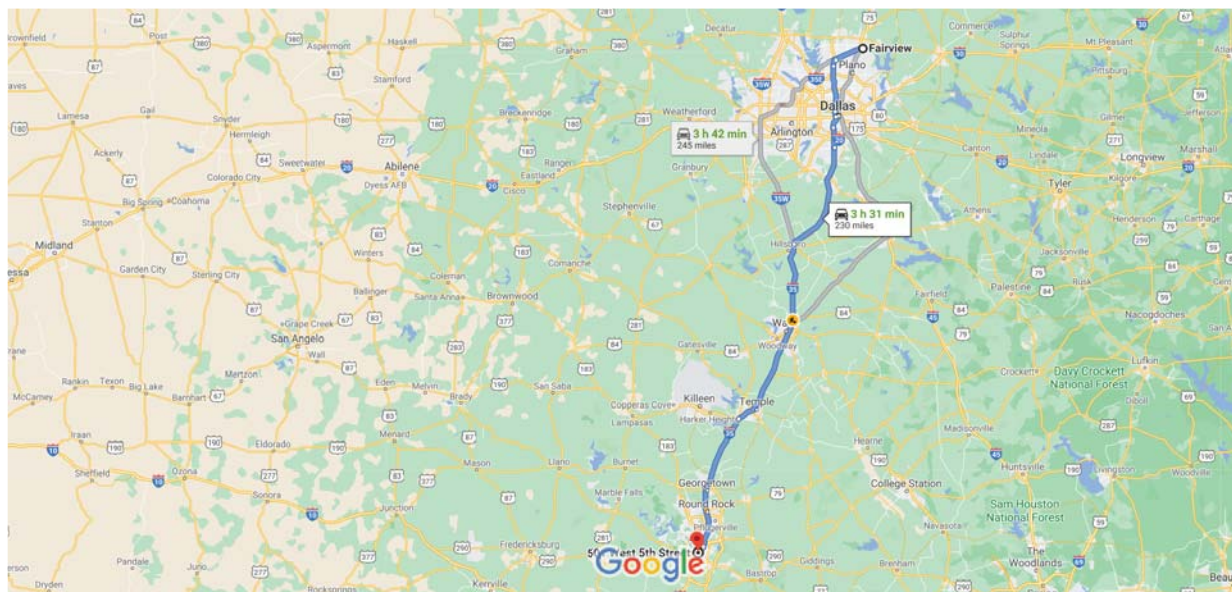 Brownfield
Post
Aspermont
Haskell
Graham
Decatur
Commerce
Sulphur
Springs
Mt Pleasant
Fairview
Plano
Pittsburg
Lamesa
Gail
Snyder
Hermleigh
Stamford
Breckenridge
Weatherford
Dallas
Gilmer
Jefferson
Arlington
Mineola
Marshall
Ackerly
Sweetwater
Abilene
Ranger
Canton
Lindale
Longview
Dyess AFB
Eastland
Cisco
3 h 42 min
245 miles
Granbury
Tyler
Big Spring
Coahoma
Colorado City
Stanton
Stephenville
3 h 31 min
230 miles
Athens
Henderson
Carthage
Midland
Winters
Hillsboro
Jacksonville
Garden City
Sterling City
Coleman
Comanche
Palestine
Rusk
Ballinger
Santa Anna
Brownwood
Fairfield
Nacogdoches
Grape Creek
San Angelo
Wall
Gatesville
Woodway
Lufkin
Rankin
Texon
Big Lake
Mertzon
Eden
Melvin
Brady
San Saba
Crockett
Davy Crockett
National Forest
McCamey
Barnhart
Killeen
Copperas Cove
Harker Heights
Temple
Diboll
Iraan
Eldorado
Menard
Lampasas
Hearne
Madisonville
Sheffield
Ozona
Mason
Llano
Burnet
Huntsville
Livingston
Woodville
Sonora
Marble Falls
Georgetown
College Station
Junction
Round Rock
Pflugerville
Sam Houston
National Forest
Navasota
Fredericksburg
West 5th Street
Google
Giddings
Brenham
The
Woodlands
Pandale
Juno
Bastrop
Dryden
Rocksprings
Kerrville